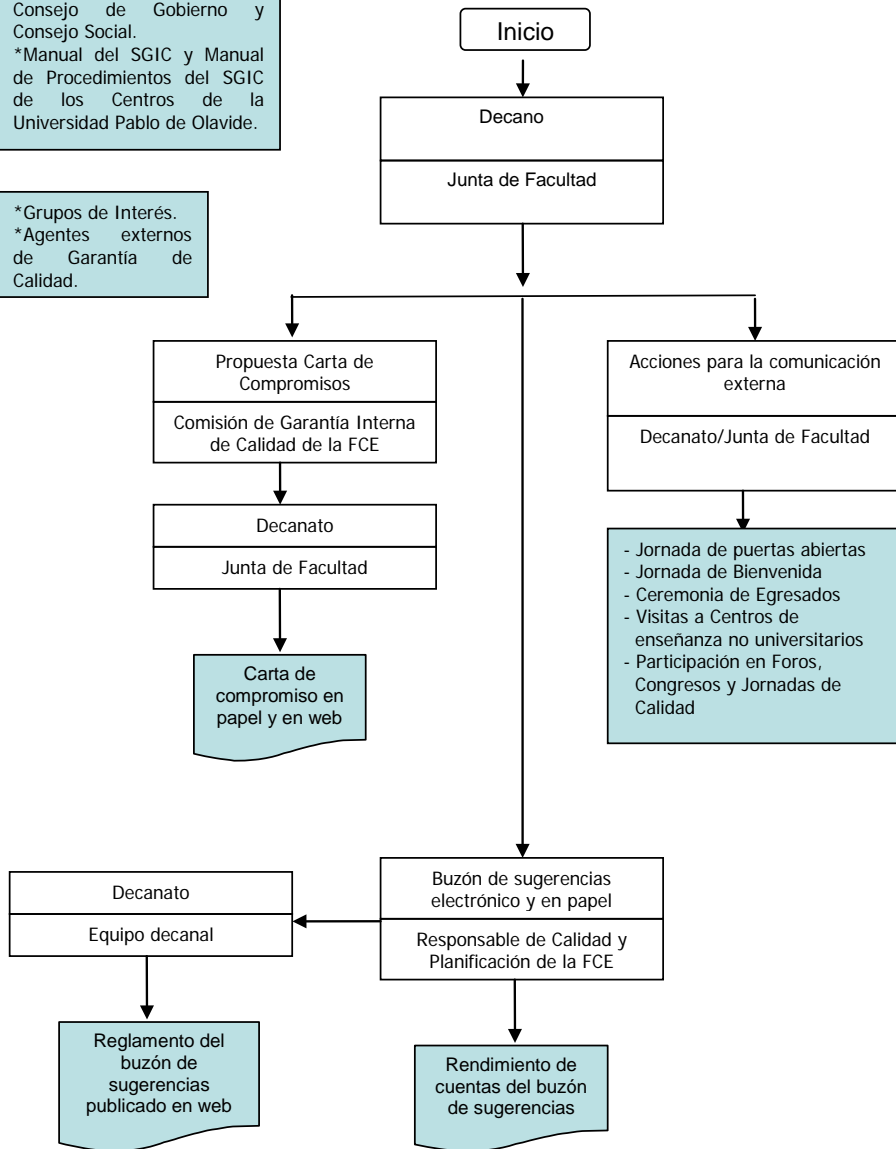 Consejo de Gobierno y
Consejo Social.
*Manual del SGIC y Manual
de Procedimientos del SGIC
de los Centros de la
Universidad Pablo de Olavide.
*Grupos de Interés.
*Agentes externos
de Garantía de
Calidad.
Inicio
Decano
Junta de Facultad
Propuesta Carta de
Compromisos
Comisión de Garantía Interna
de Calidad de la FCE
Decanato
Junta de Facultad
Carta de
compromiso en
papel y en web
Acciones para la comunicación
externa
Decanato/Junta de Facultad
- Jornada de puertas abiertas
- Jornada de Bienvenida
- Ceremonia de Egresados
- Visitas a Centros de
enseñanza no universitarios
- Participación en Foros,
Congresos y Jornadas de
Calidad
Buzón de sugerencias
electrónico y en papel
Responsable de Calidad y
Planificación de la FCE
Decanato
Equipo decanal
Reglamento del
buzón de
sugerencias
publicado en web
Rendimiento de
cuentas del buzón
de sugerencias